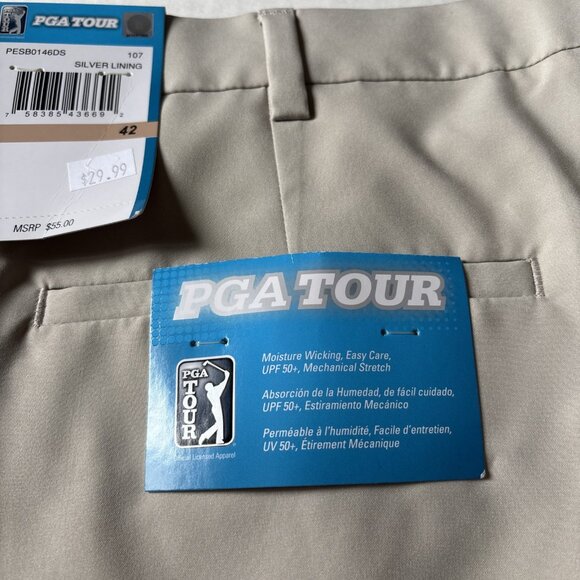 PGA TOUR
PESB0146DS 107
SILVER LINING
7 58385 43669 2
42
$29.99
MSRP $55.00
PGA TOUR
Moisture Wicking, Easy Care,
UPF 50+, Mechanical Stretch
PGA
TOUR
Absorción de la Humedad, de fácil cuidado,
UPF 50+, Estiramiento Mecánico
Perméable à l'humidité, Facile d'entretien,
UV 50+, Étirement Mécanique
Licensed Apparel